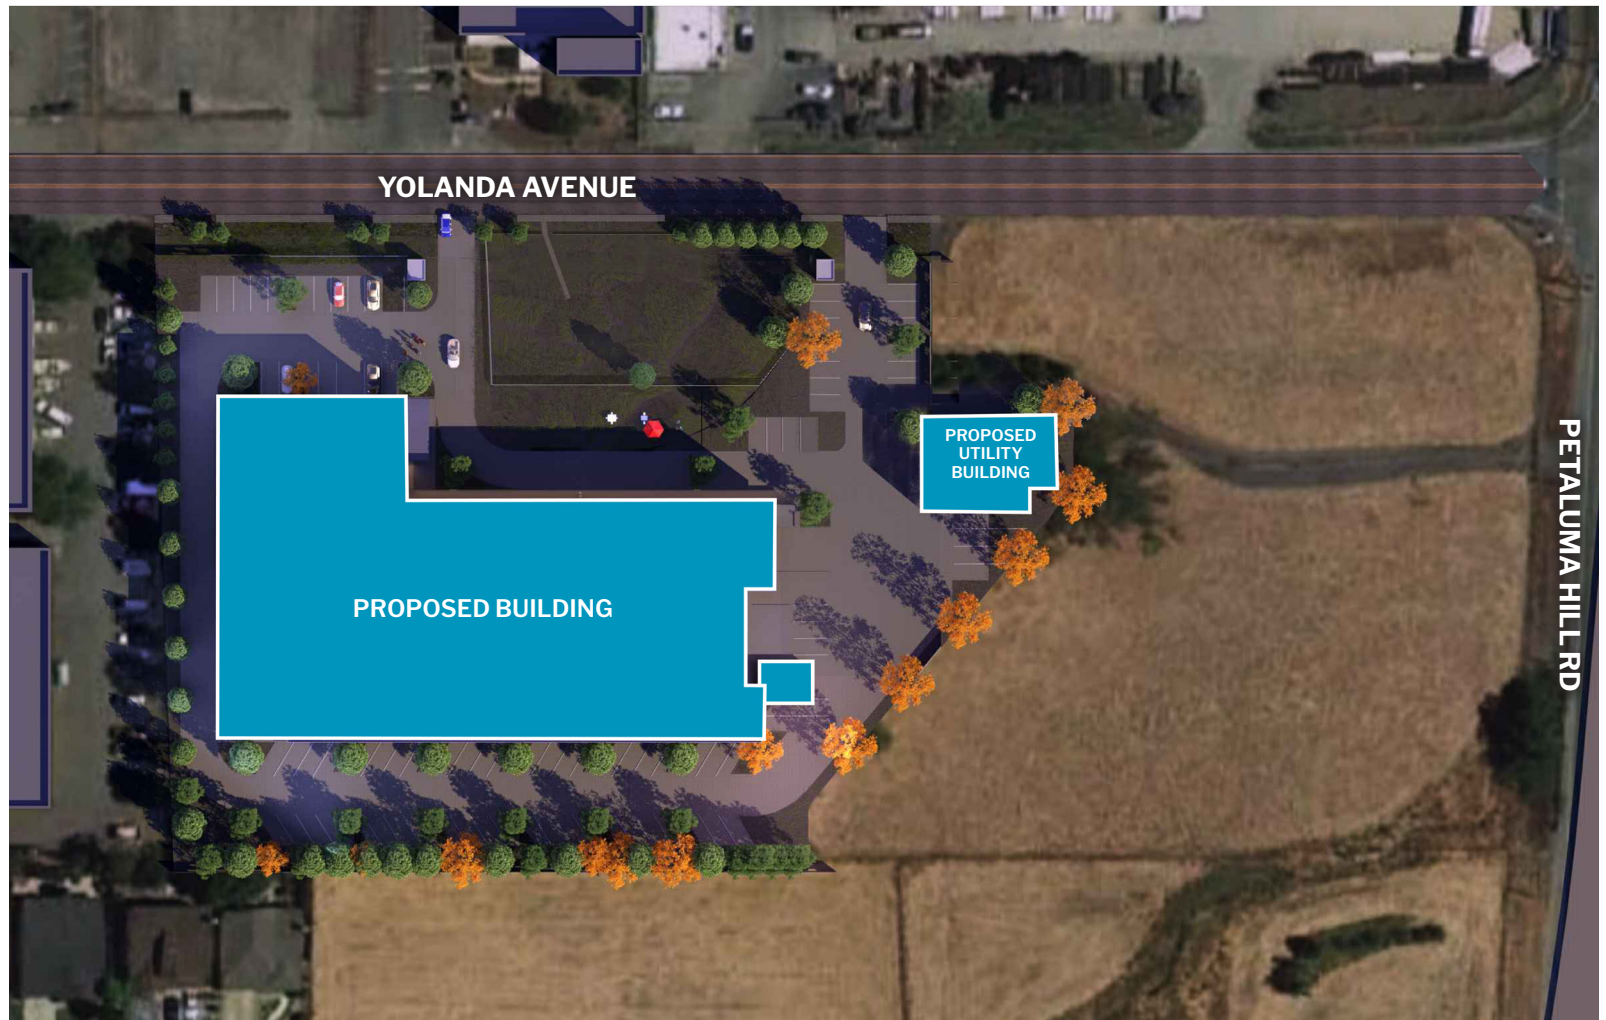 YOLANDA AVENUE
PROPOSED
UTILITY
BUILDING
PETALUMA HILL RD
PROPOSED BUILDING